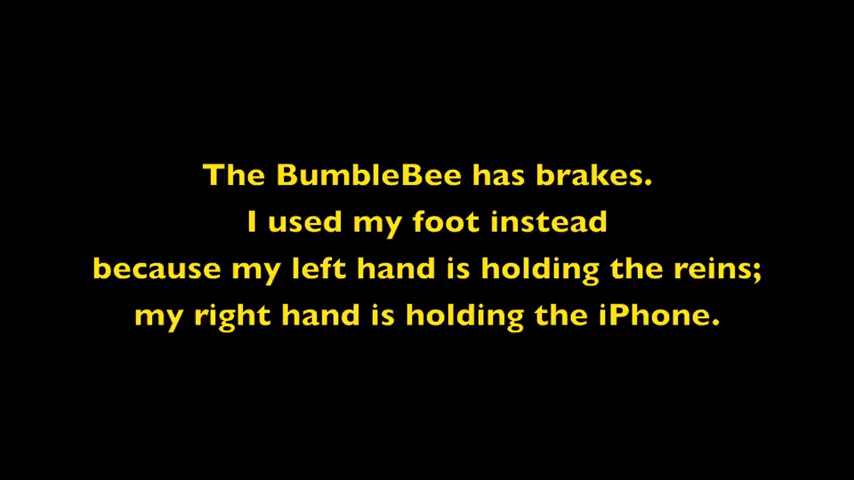 The BumbleBee has brakes.
I used my foot instead
because my left hand is holding the reins;
my right hand is holding the iPhone.